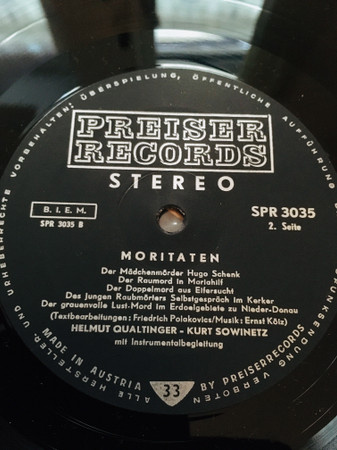 PREISER
RECORDS
STEREO
B. I. E. M.
SPR 3035 B
SPR 3035
2. Seite
MORITATEN
Der Mädchenmörder Hugo Schenk
Der Raumord in Mariahilf
Der Doppelmord aus Eifersucht
Des jungen Raubmörters Selbstgespräch im Kerker
Der grauenvolle Lust-Mord im Erdoelgebiete zu Nieder-Donau
(Textbearbeitungen: Friedrich Polakovics/Musik: Ernst Kölz)
HELMUT QUALTINGER - KURT SOWINETZ
mit Instrumentalbegleitung
MADE IN AUSTRIA 33 BY PREISERRECORDS
ALLE HERSTELLER- UND URHEBERRECHTE VORBEHALTEN: ÜBERSPIELUNG, ÖFFENTLICHE AUFFÜHRUNG FUNKSENDUNG VERBOTEN